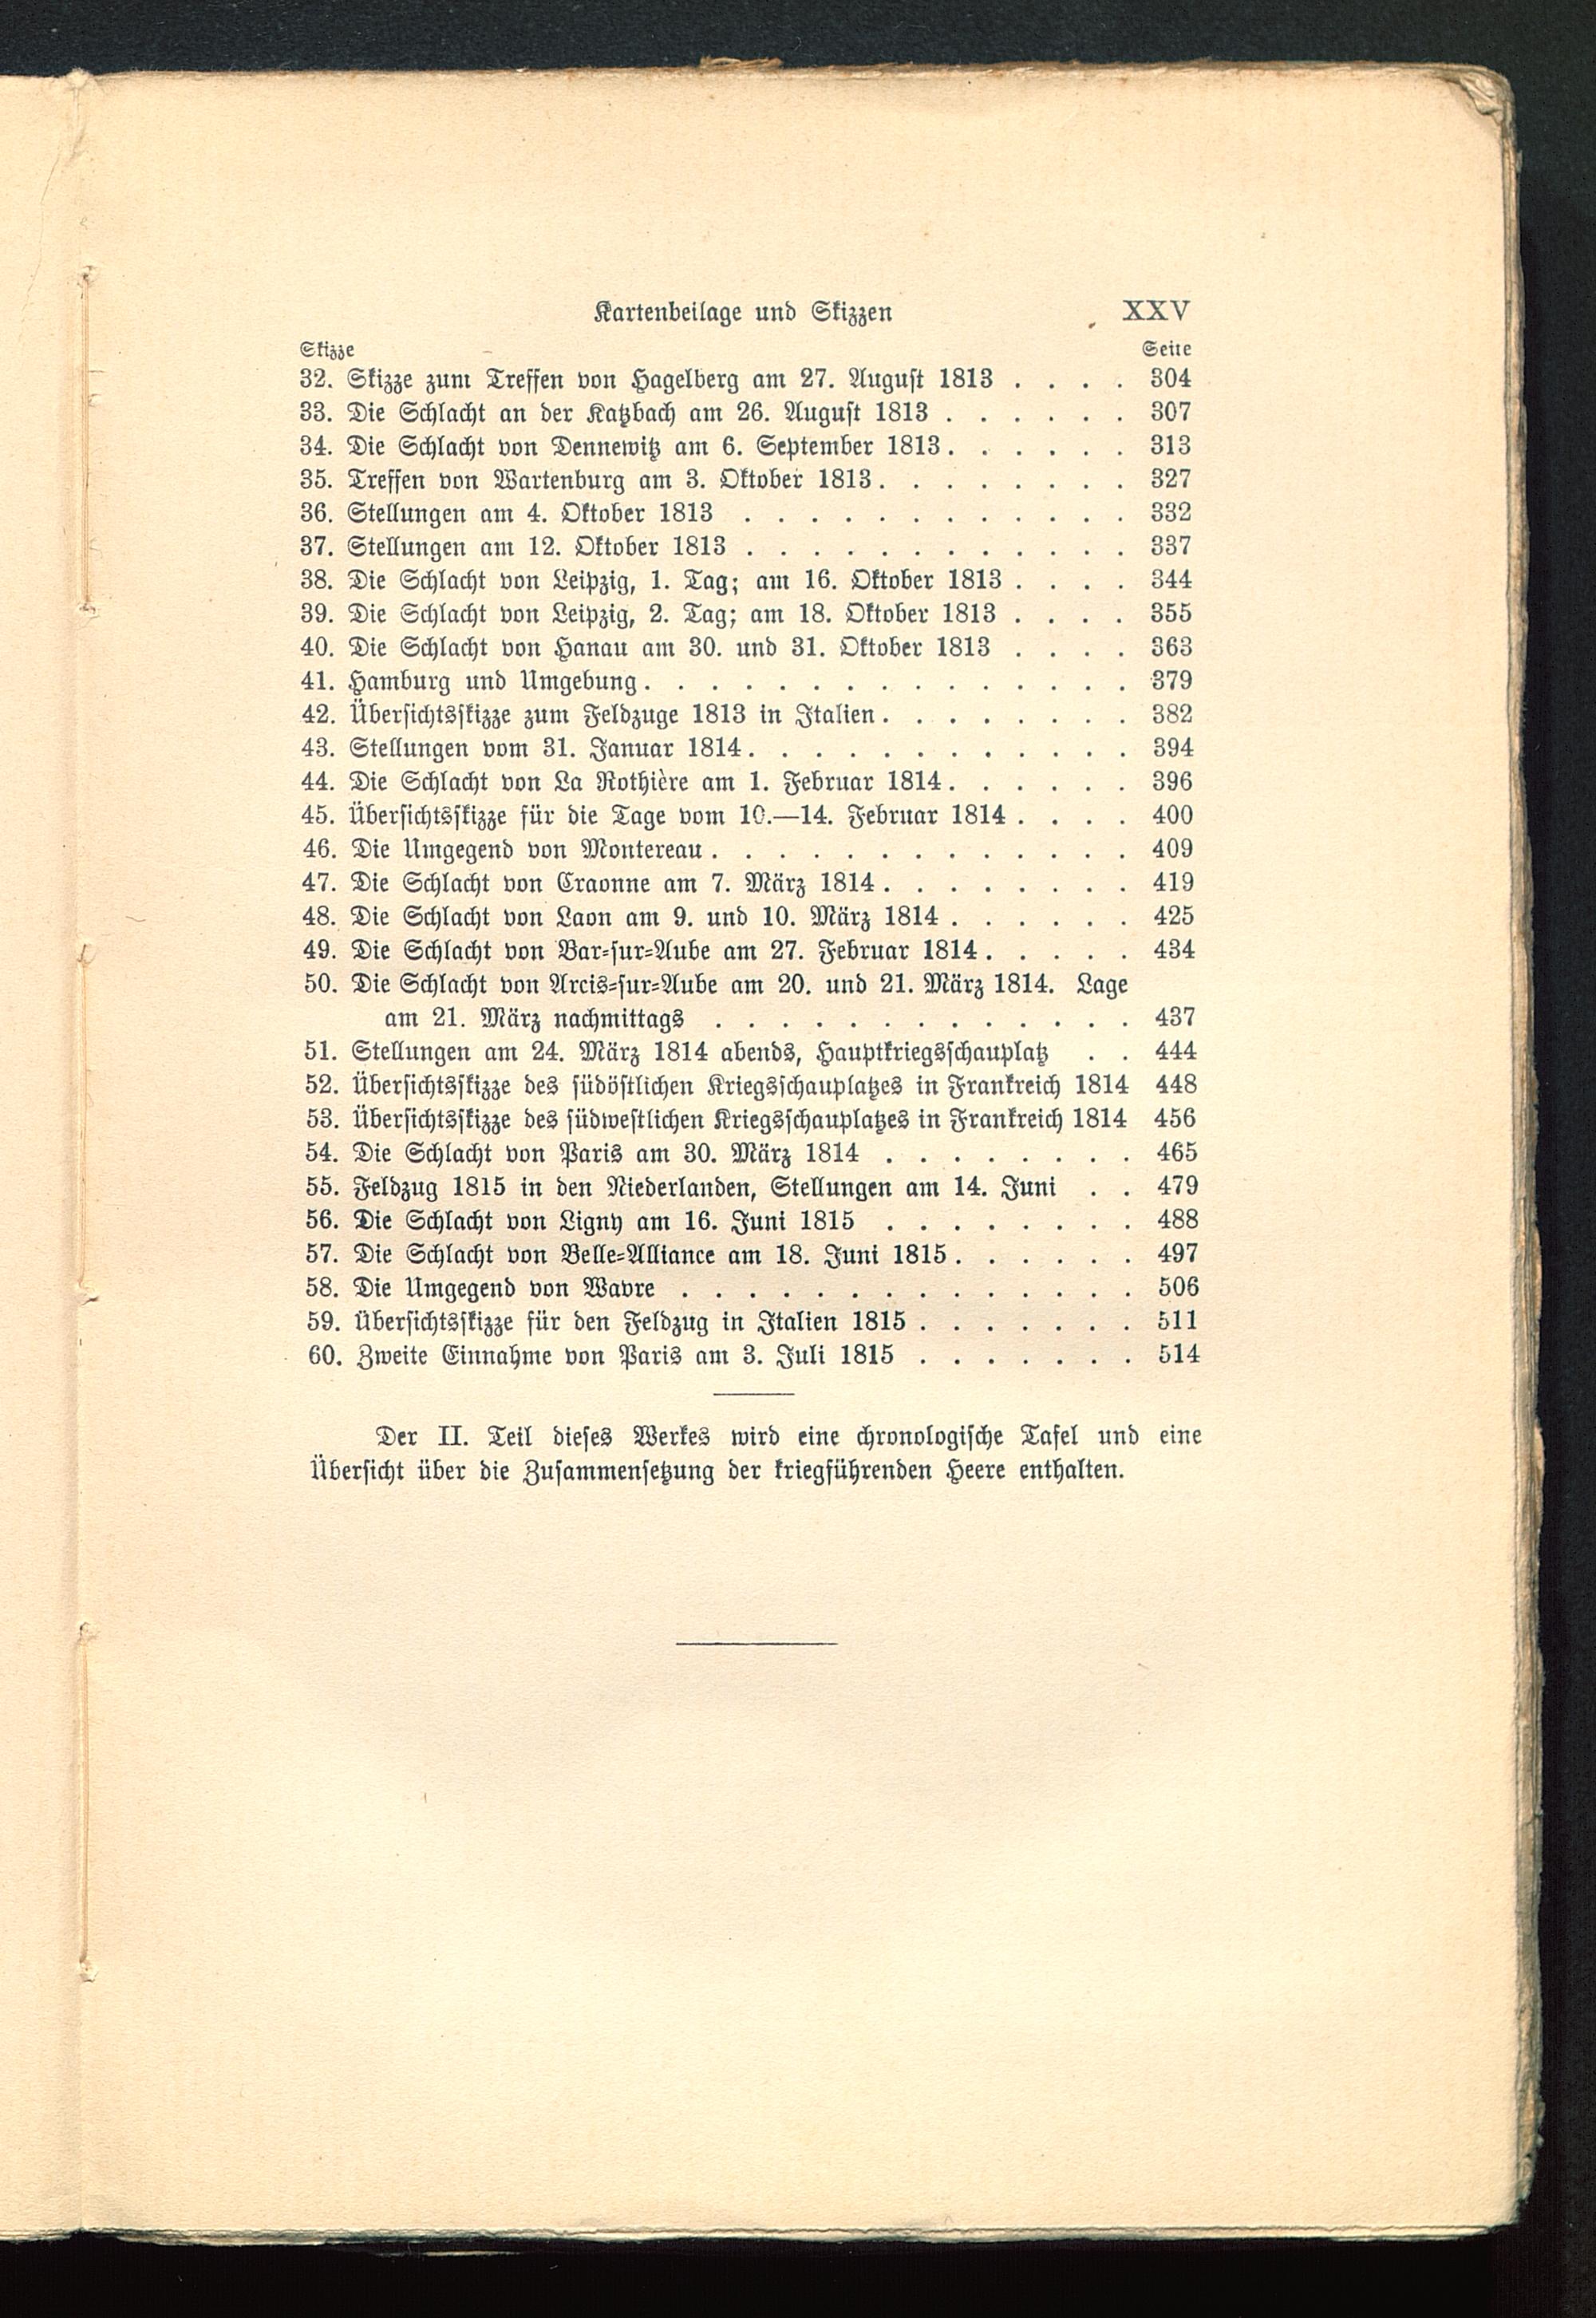 Kartenbeilage und Skizzen XXV
Skizze Seite
32. Skizze zum Treffen von Hagelberg am 27. August 1813 . . . . 304
33. Die Schlacht an der Katzbach am 26. August 1813 . . . . . . 307
34. Die Schlacht von Dennewitz am 6. September 1813. . . . . . 313
35. Treffen von Wartenburg am 3. Oktober 1813. . . . . . . . 327
36. Stellungen am 4. Oktober 1813 . . . . . . . . . . . . 332
37. Stellungen am 12. Oktober 1813 . . . . . . . . . . . . 337
38. Die Schlacht von Leipzig, 1. Tag; am 16. Oktober 1813 . . . . 344
39. Die Schlacht von Leipzig, 2. Tag; am 18. Oktober 1813 . . . . 355
40. Die Schlacht von Hanau am 30. und 31. Oktober 1813 . . . . 363
41. Hamburg und Umgebung. . . . . . . . . . . . . . . 379
42. Übersichtsskizze zum Feldzuge 1813 in Italien. . . . . . . . 382
43. Stellungen vom 31. Januar 1814. . . . . . . . . . . . 394
44. Die Schlacht von La Rothière am 1. Februar 1814. . . . . . 396
45. Übersichtsskizze für die Tage vom 10.—14. Februar 1814 . . . . 400
46. Die Umgegend von Montereau . . . . . . . . . . . . . 409
47. Die Schlacht von Craonne am 7. März 1814 . . . . . . . . 419
48. Die Schlacht von Laon am 9. und 10. März 1814 . . . . . . 425
49. Die Schlacht von Bar-sur-Aube am 27. Februar 1814. . . . . 434
50. Die Schlacht von Arcis-sur-Aube am 20. und 21. März 1814. Lage
am 21. März nachmittags . . . . . . . . . . . . . 437
51. Stellungen am 24. März 1814 abends, Hauptkriegsschauplatz . . 444
52. Übersichtsskizze des südöstlichen Kriegsschauplatzes in Frankreich 1814 448
53. Übersichtsskizze des südwestlichen Kriegsschauplatzes in Frankreich 1814 456
54. Die Schlacht von Paris am 30. März 1814 . . . . . . . . 465
55. Feldzug 1815 in den Niederlanden, Stellungen am 14. Juni . . 479
56. Die Schlacht von Ligny am 16. Juni 1815 . . . . . . . . 488
57. Die Schlacht von Belle-Alliance am 18. Juni 1815. . . . . . 497
58. Die Umgegend von Wavre . . . . . . . . . . . . . . 506
59. Übersichtsskizze für den Feldzug in Italien 1815 . . . . . . . 511
60. Zweite Einnahme von Paris am 3. Juli 1815 . . . . . . . 514
Der II. Teil dieses Werkes wird eine chronologische Tafel und eine
Übersicht über die Zusammensetzung der kriegführenden Heere enthalten.